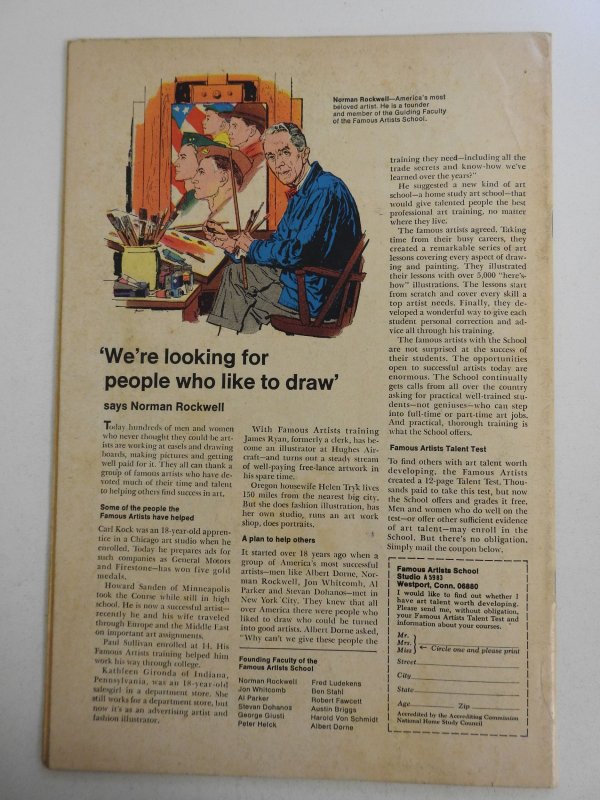 Norman Rockwell—America's most
beloved artist. He is a founder
and member of the Guiding Faculty
of the Famous Artists School.
'We're looking for
people who like to draw'
says Norman Rockwell
Today hundreds of men and women
who never thought they could be art-
ists are working at easels and drawing
boards, making pictures and getting
well paid for it. They all can thank a
group of famous artists who have de-
voted much of their time and talent
to helping others find success in art.
Some of the people the
Famous Artists have helped
Carl Kock was an 18-year-old appren-
tice in a Chicago art studio when he
enrolled. Today he prepares ads for
such companies as General Motors
and Firestone—has won five gold
medals.
Howard Sanden of Minneapolis
took the Course while still in high
school. He is now a successful artist—
recently he and his wife traveled
through Europe and the Middle East
on important art assignments.
Paul Sullivan enrolled at 14. His
Famous Artists training helped him
work his way through college.
Kathleen Gironda of Indiana,
Pennsylvania, was an 18-year-old
salesgirl in a department store. She
still works for a department store, but
now it's as an advertising artist and
fashion illustrator.
With Famous Artists training
James Ryan, formerly a clerk, has be-
come an illustrator at Hughes Air-
craft—and turns out a steady stream
of well-paying free-lance artwork in
his spare time.
Oregon housewife Helen Tryk lives
150 miles from the nearest big city.
But she does fashion illustration, has
her own studio, runs an art work
shop, does portraits.
A plan to help others
It started over 18 years ago when a
group of America's most successful
artists—men like Albert Dorne, Nor-
man Rockwell, Jon Whitcomb, Al
Parker and Stevan Dohanos—met in
New York City. They knew that all
over America there were people who
liked to draw who could be turned
into good artists. Albert Dorne asked,
"Why can't we give these people the
Founding Faculty of the
Famous Artists School
Norman Rockwell
Jon Whitcomb
Al Parker
Stevan Dohanos
George Giusti
Peter Helck
Fred Ludekens
Ben Stahl
Robert Fawcett
Austin Briggs
Harold Von Schmidt
Albert Dorne
training they need—including all the
trade secrets and know-how we've
learned over the years?"
He suggested a new kind of art
school—a home study art school—that
would give talented people the best
professional art training, no matter
where they live.
The famous artists agreed. Taking
time from their busy careers, they
created a remarkable series of art
lessons covering every aspect of draw-
ing and painting. They illustrated
their lessons with over 5,000 "here's-
how" illustrations. The lessons start
from scratch and cover every skill a
top artist needs. Finally, they de-
veloped a wonderful way to give each
student personal correction and ad-
vice all through his training.
The famous artists with the School
are not surprised at the success of
their students. The opportunities
open to successful artists today are
enormous. The School continually
gets calls from all over the country
asking for practical well-trained stu-
dents—not geniuses—who can step
into full-time or part-time art jobs.
And practical, thorough training is
what the School offers.
Famous Artists Talent Test
To find others with art talent worth
developing, the Famous Artists
created a 12-page Talent Test. Thou-
sands paid to take this test, but now
the School offers and grades it free.
Men and women who do well on the
test—or offer other sufficient evidence
of art talent—may enroll in the
School. But there's no obligation.
Simply mail the coupon below.
Famous Artists School
Studio A 5983
Westport, Conn. 06880
I would like to find out whether I
have art talent worth developing.
Please send me, without obligation,
your Famous Artists Talent Test and
information about your courses.
Mr.
Mrs.
Miss
← Circle one and please print
Street
City
State
Age Zip
Accredited by the Accrediting Commission
National Home Study Council